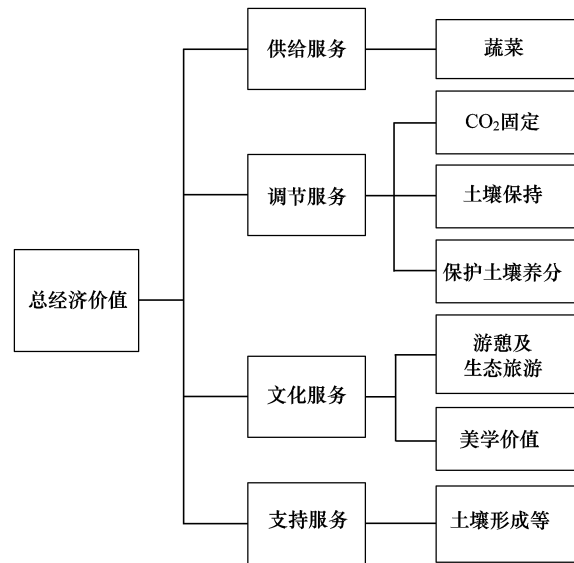 供给服务
蔬菜
CO₂固定
调节服务
土壤保持
保护土壤养分
总经济价值
游憩及
生态旅游
文化服务
美学价值
支持服务
土壤形成等